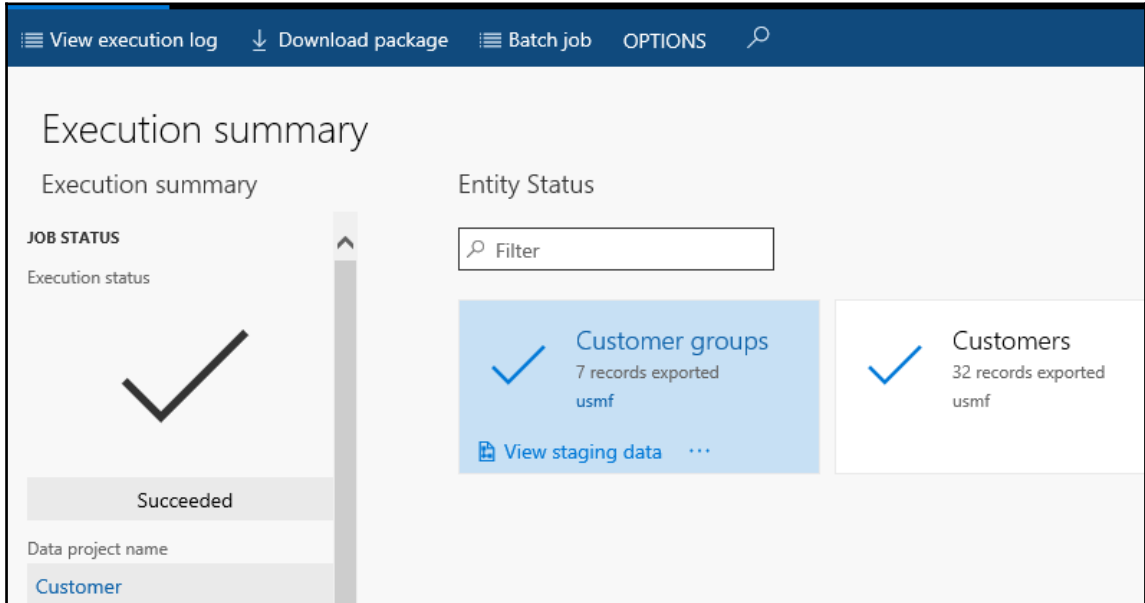 View execution log Download package Batch job OPTIONS
Execution summary
Execution summary
JOB STATUS
Execution status
Succeeded
Data project name
Customer
Entity Status
Filter
Customer groups
7 records exported
usmf
View staging data ...
Customers
32 records exported
usmf